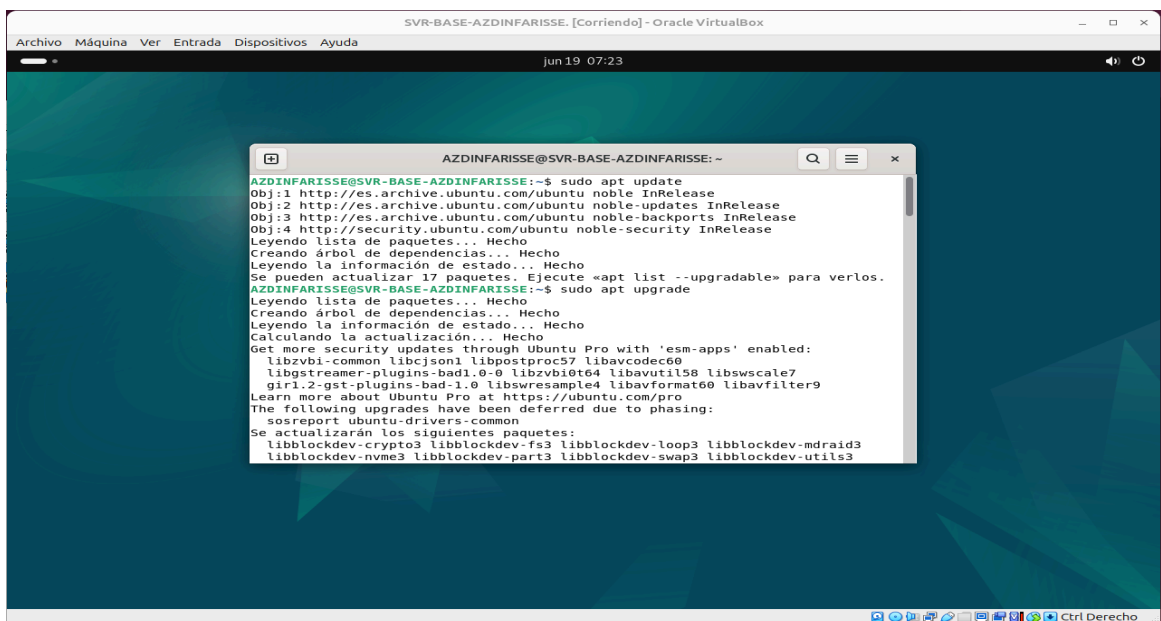 SVR-BASE-AZDINFARISSE. [Corriendo] - Oracle VirtualBox
Archivo Máquina Ver Entrada Dispositivos Ayuda
jun 19 07:23
AZDINFARISSE@SVR-BASE-AZDINFARISSE: ~
AZDINFARISSE@SVR-BASE-AZDINFARISSE:~$ sudo apt update
Obj:1 http://es.archive.ubuntu.com/ubuntu noble InRelease
Obj:2 http://es.archive.ubuntu.com/ubuntu noble-updates InRelease
Obj:3 http://es.archive.ubuntu.com/ubuntu noble-backports InRelease
Obj:4 http://security.ubuntu.com/ubuntu noble-security InRelease
Leyendo lista de paquetes... Hecho
Creando árbol de dependencias... Hecho
Leyendo la información de estado... Hecho
Se pueden actualizar 17 paquetes. Ejecute «apt list --upgradable» para verlos.
AZDINFARISSE@SVR-BASE-AZDINFARISSE:~$ sudo apt upgrade
Leyendo lista de paquetes... Hecho
Creando árbol de dependencias... Hecho
Leyendo la información de estado... Hecho
Calculando la actualización... Hecho
Get more security updates through Ubuntu Pro with 'esm-apps' enabled:
  libzvbi-common libcjson1 libpostproc57 libavcodec60
  libgstreamer-plugins-bad1.0-0 libzvbi0t64 libavutil58 libswscale7
  gir1.2-gst-plugins-bad-1.0 libswresample4 libavformat60 libavfilter9
Learn more about Ubuntu Pro at https://ubuntu.com/pro
The following upgrades have been deferred due to phasing:
  sosreport ubuntu-drivers-common
Se actualizarán los siguientes paquetes:
  libblockdev-crypto3 libblockdev-fs3 libblockdev-loop3 libblockdev-mdraid3
  libblockdev-nvme3 libblockdev-part3 libblockdev-swap3 libblockdev-utils3
Ctrl Derecho